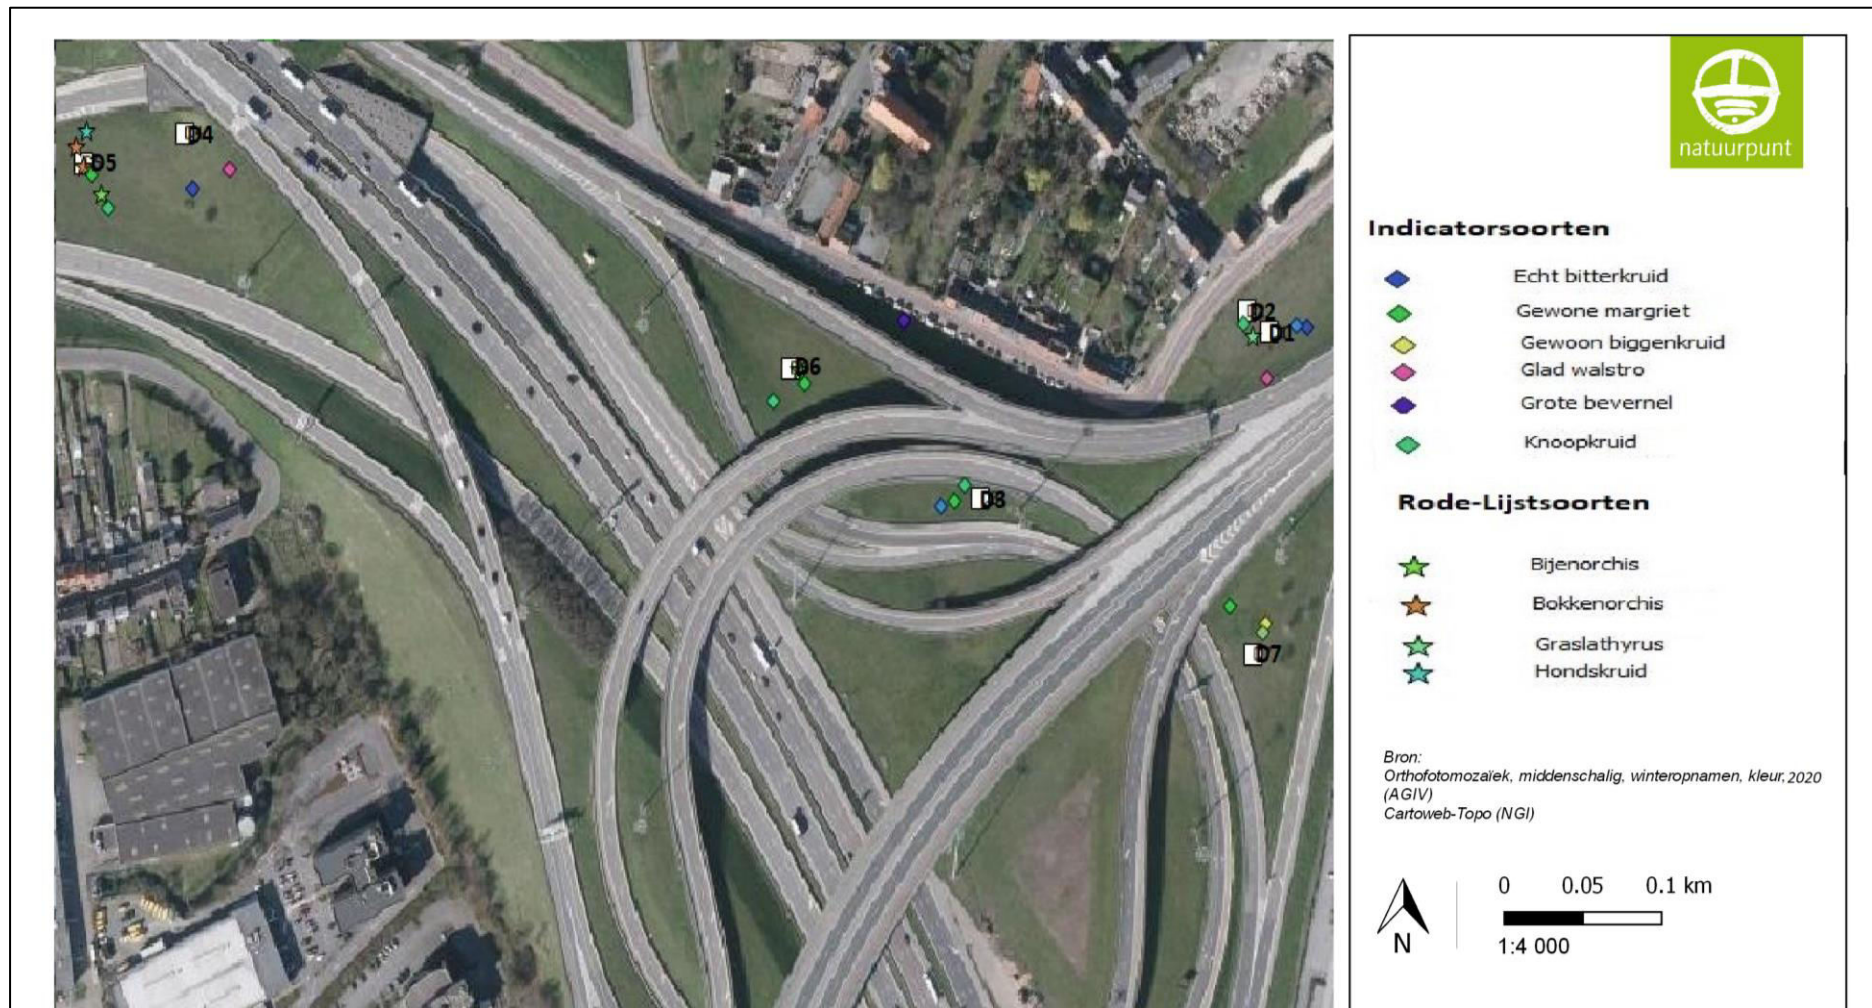 D4
D5
D2
D1
D6
D7
natuurpunt
Indicatorsoorten
Echt bitterkruid
Gewone margriet
Gewoon biggenkruid
Glad walstro
Grote bevernel
Knoopkruid
Rode-Lijstsoorten
Bijenorchis
Bokkenorchis
Graslathyrus
Hondskruid
Bron:
Orthofotomozaïek, middenschalig, winteropnamen, kleur, 2020
(AGIV)
Cartoweb-Topo (NGI)
0 0.05 0.1 km
1:4 000
N